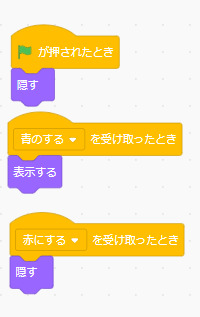 が押されたとき
隠す
青のする を受け取ったとき
表示する
赤にする を受け取ったとき
隠す